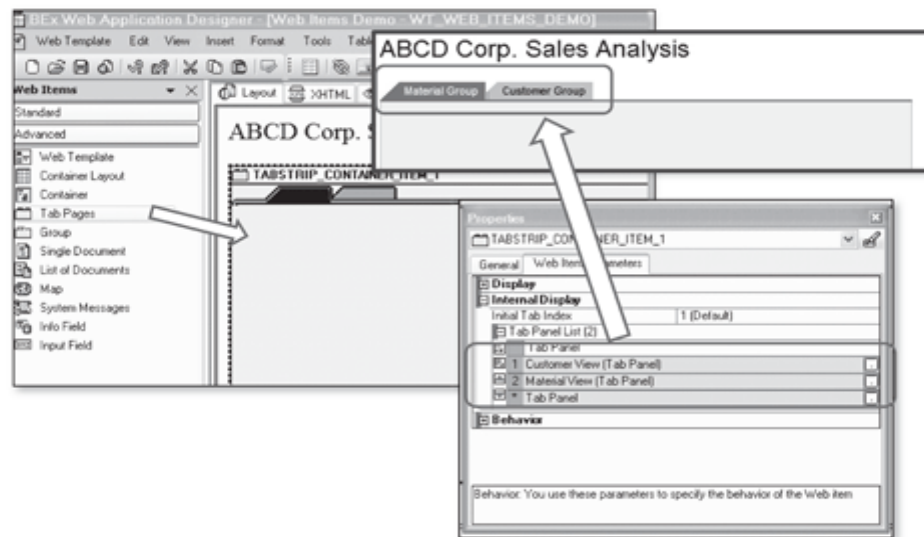 BEx Web Application Designer - [Web Items Demo - WT_WEB_ITEMS_DEMO]
Web Template Edit View Insert Format Tools
Web Items
Standard
Advanced
Web Template
Container Layout
Container
Tab Pages
Group
Single Document
List of Documents
Map
System Messages
Info Field
Input Field
Layout XHTML
ABCD Corp.
TABSTRIP_CONTAINER_ITEM_1
ABCD Corp. Sales Analysis
Material Group Customer Group
Properties
General Web Item
Display
Internal Display
Initial Tab Index 1 (Default)
Tab Panel List (2)
Tab Panel
1 Customer View (Tab Panel)
2 Material View (Tab Panel)
* Tab Panel
Behavior
Behavior: You use these parameters to specify the behavior of the Web item